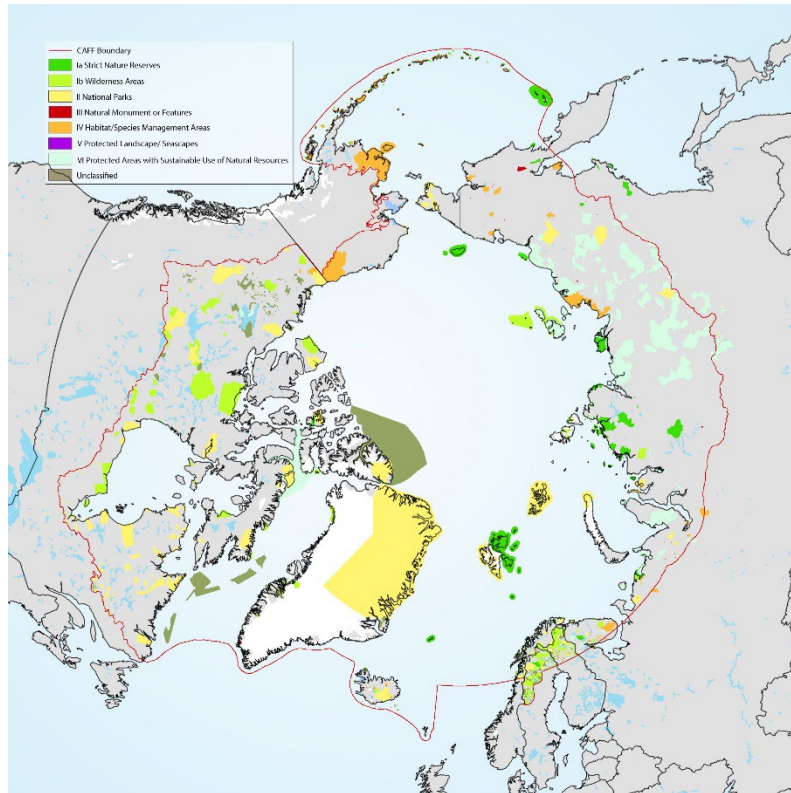 CAFF Boundary
Ia Strict Nature Reserves
Ib Wilderness Areas
II National Parks
III Natural Monument or Features
IV Habitat/Species Management Areas
V Protected Landscape/ Seascapes
VI Protected Areas with Sustainable Use of Natural Resources
Unclassified